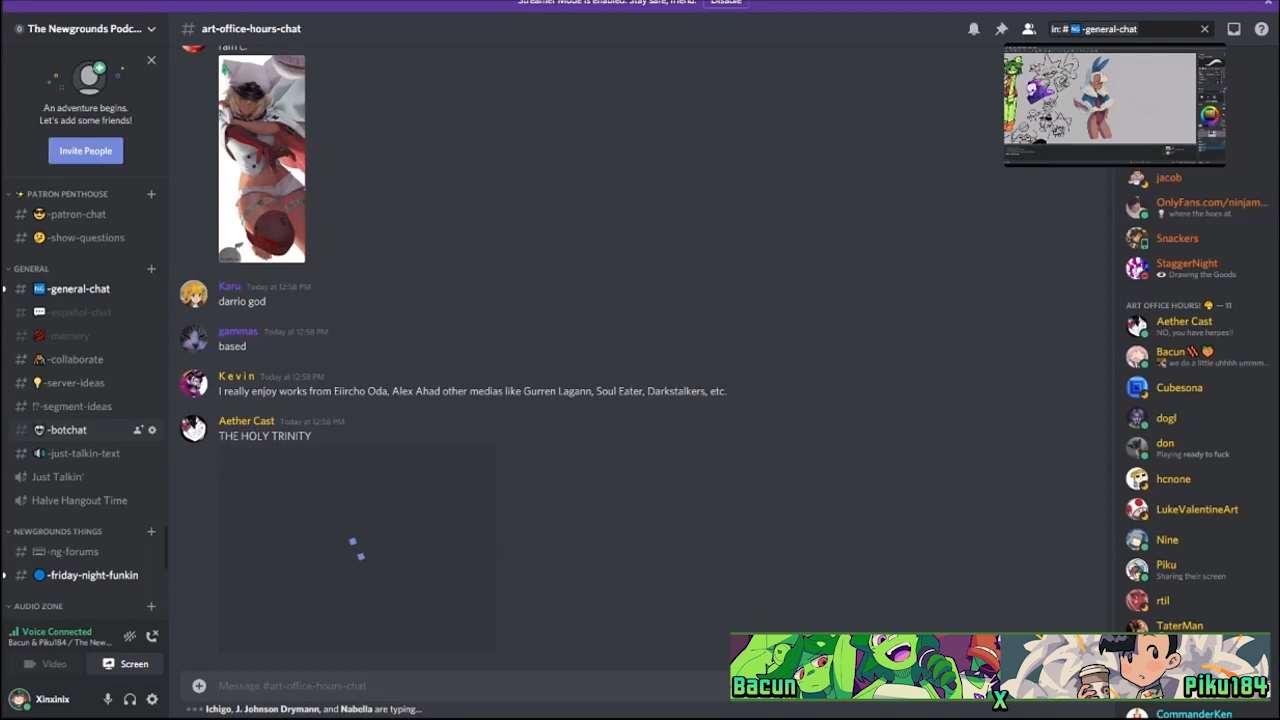 Streamer Mode is enabled. Stay safe, friend.
Disable
The Newgrounds Podc...
art-office-hours-chat
in: # -general-chat
An adventure begins.
Let's add some friends!
Invite People
PATRON PENTHOUSE
-patron-chat
-show-questions
GENERAL
-general-chat
-español-chat
-memery
-collaborate
-server-ideas
-segment-ideas
-botchat
-just-talkin-text
Just Talkin'
Halve Hangout Time
NEWGROUNDS THINGS
-ng-forums
-friday-night-funkin
AUDIO ZONE
Voice Connected
Bacun & Piku184 / The New...
Video
Screen
Xinxinix
Karu Today at 12:58 PM
darrio god
gammas Today at 12:58 PM
based
Kevin Today at 12:58 PM
I really enjoy works from Eiircho Oda, Alex Ahad other medias like Gurren Lagann, Soul Eater, Darkstalkers, etc.
Aether Cast Today at 12:58 PM
THE HOLY TRINITY
Message #art-office-hours-chat
Ichigo, J. Johnson Drymann, and Nabella are typing...
jacob
OnlyFans.com/ninjam...
where the hoes at.
Snackers
StaggerNight
Drawing the Goods
ART OFFICE HOURS! — 11
Aether Cast
NO, you have herpes!!
Bacun
we do a little uhhhh ummm...
Cubesona
dogl
don
Playing ready to fuck
hcnone
LukeValentineArt
Nine
Piku
Sharing their screen
rtil
TaterMan
Bacun
X
Piku184
CommanderKen